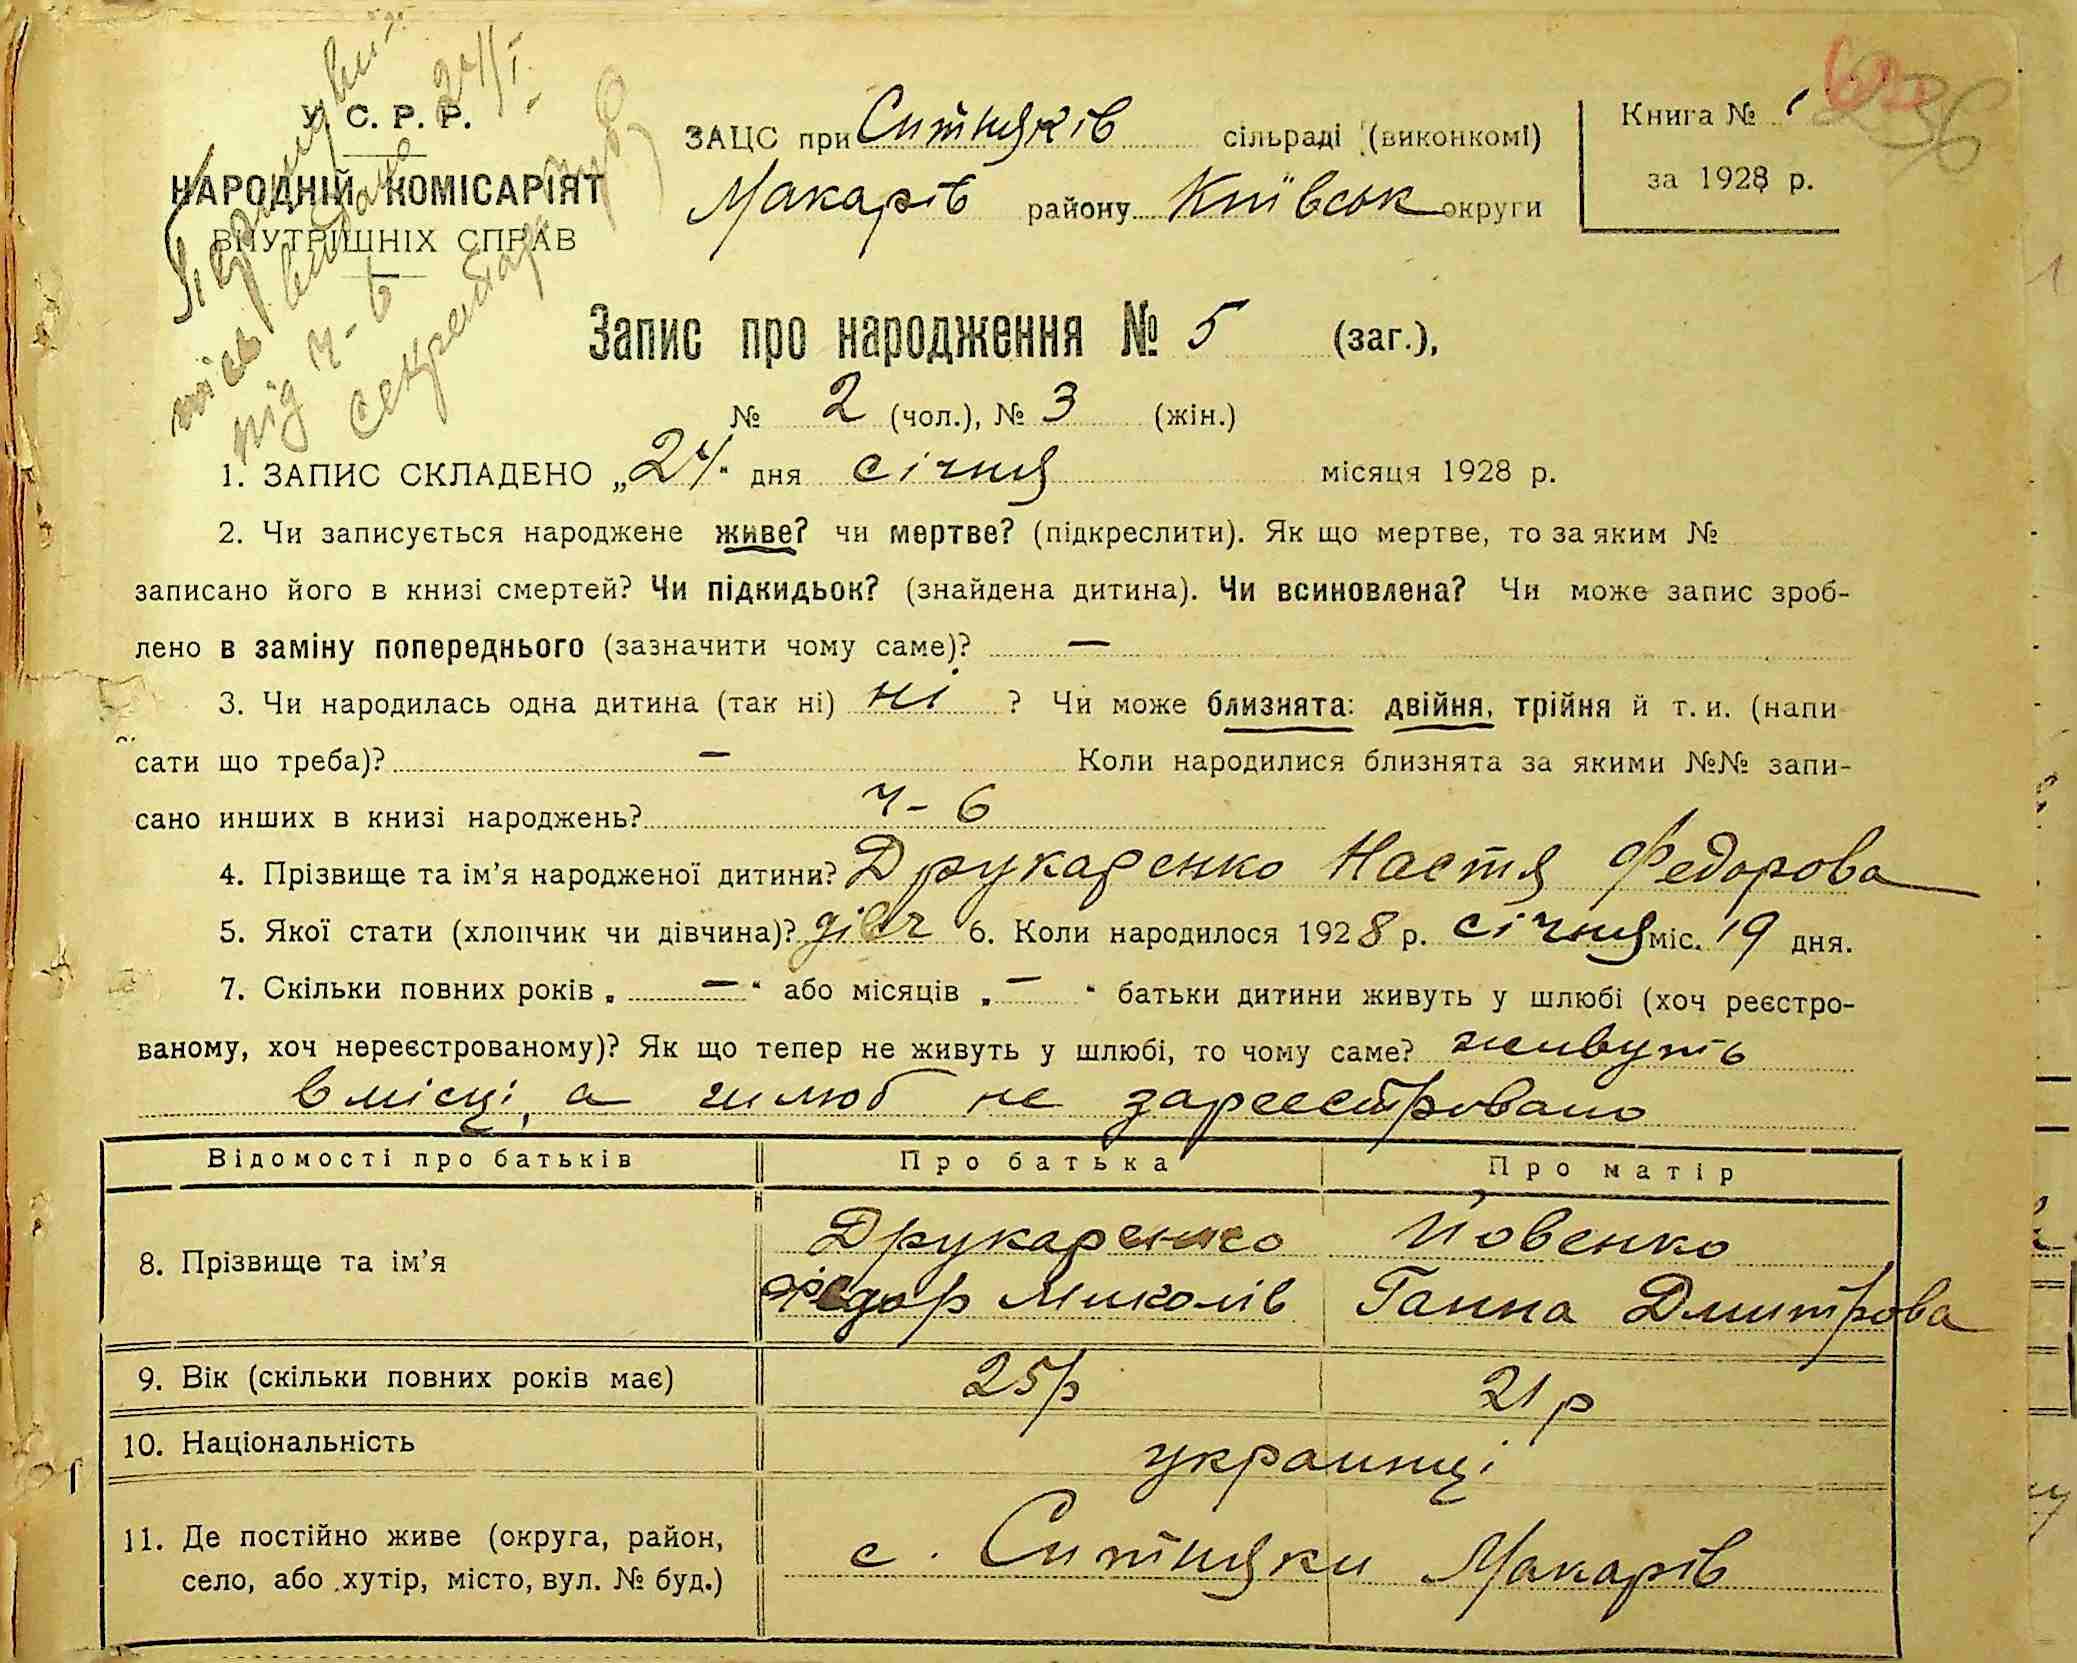 У. С. Р. Р.
НАРОДНІЙ КОМІСАРІЯТ
ВНУТРІШНІХ СПРАВ
під ч-6
24/I
ЗАЦС при Ситняків сільраді (виконкомі)
Макарів району Київськ округи
Книга № 1
за 1928 р.
236
Запис про народження № 5 (заг.),
№ 2 (чол.), № 3 (жін.)
1. ЗАПИС СКЛАДЕНО „24" дня січня місяця 1928 р.
2. Чи записується народжене живе? чи мертве? (підкреслити). Як що мертве, то за яким №
записано його в книзі смертей? Чи підкидьок? (знайдена дитина). Чи всиновлена? Чи може запис зроб-
лено в заміну попереднього (зазначити чому саме)? —
3. Чи народилась одна дитина (так ні) ні ? Чи може близнята: двійня, трійня й т. и. (напи
сати що треба)? — Коли народилися близнята за якими №№ запи-
сано инших в книзі народжень? ч-6
4. Прізвище та ім'я народженої дитини? Друкаренко Настя Федорова
5. Якої стати (хлопчик чи дівчина)? дівч 6. Коли народилося 1928 р. січня міс. 19 дня.
7. Скільки повних років „ — " або місяців „ — " батьки дитини живуть у шлюбі (хоч реєстро-
ваному, хоч нереєстрованому)? Як що тепер не живуть у шлюбі, то чому саме? живуть
вмісці, а шлюб не зареєстровано
Відомості про батьків Про батька Про матір
8. Прізвище та ім'я Друкаренко Йовенко
Федор Миколів Ганна Дмитрова
9. Вік (скільки повних років має) 25р 21р
10. Національність украинці
11. Де постійно живе (округа, район, с. Ситняки Макарів
село, або хутір, місто, вул. № буд.)